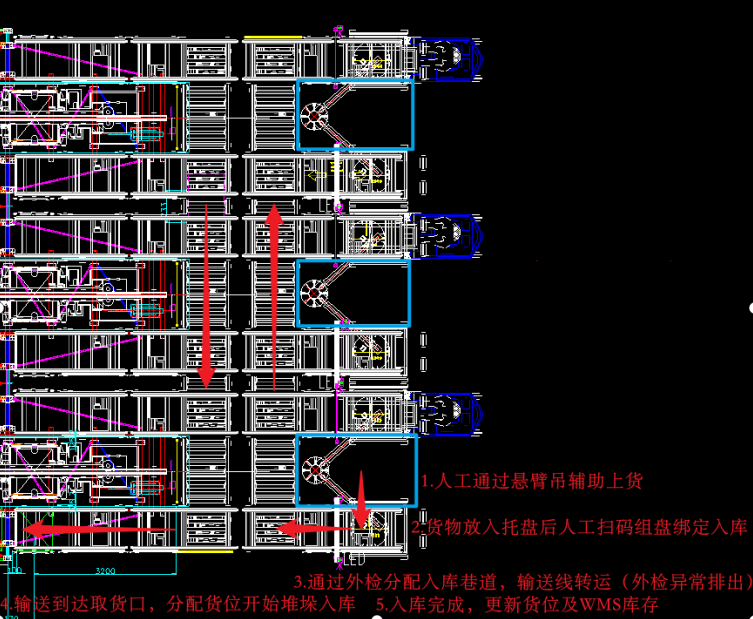 1.人工通过悬臂吊辅助上货
2.货物放入托盘后人工扫码组盘绑定入库
LED
3200
3.通过外检分配入库巷道，输送线转运（外检异常排出）
4.输送到达取货口，分配货位开始堆垛入库 5.入库完成，更新货位及WMS库存